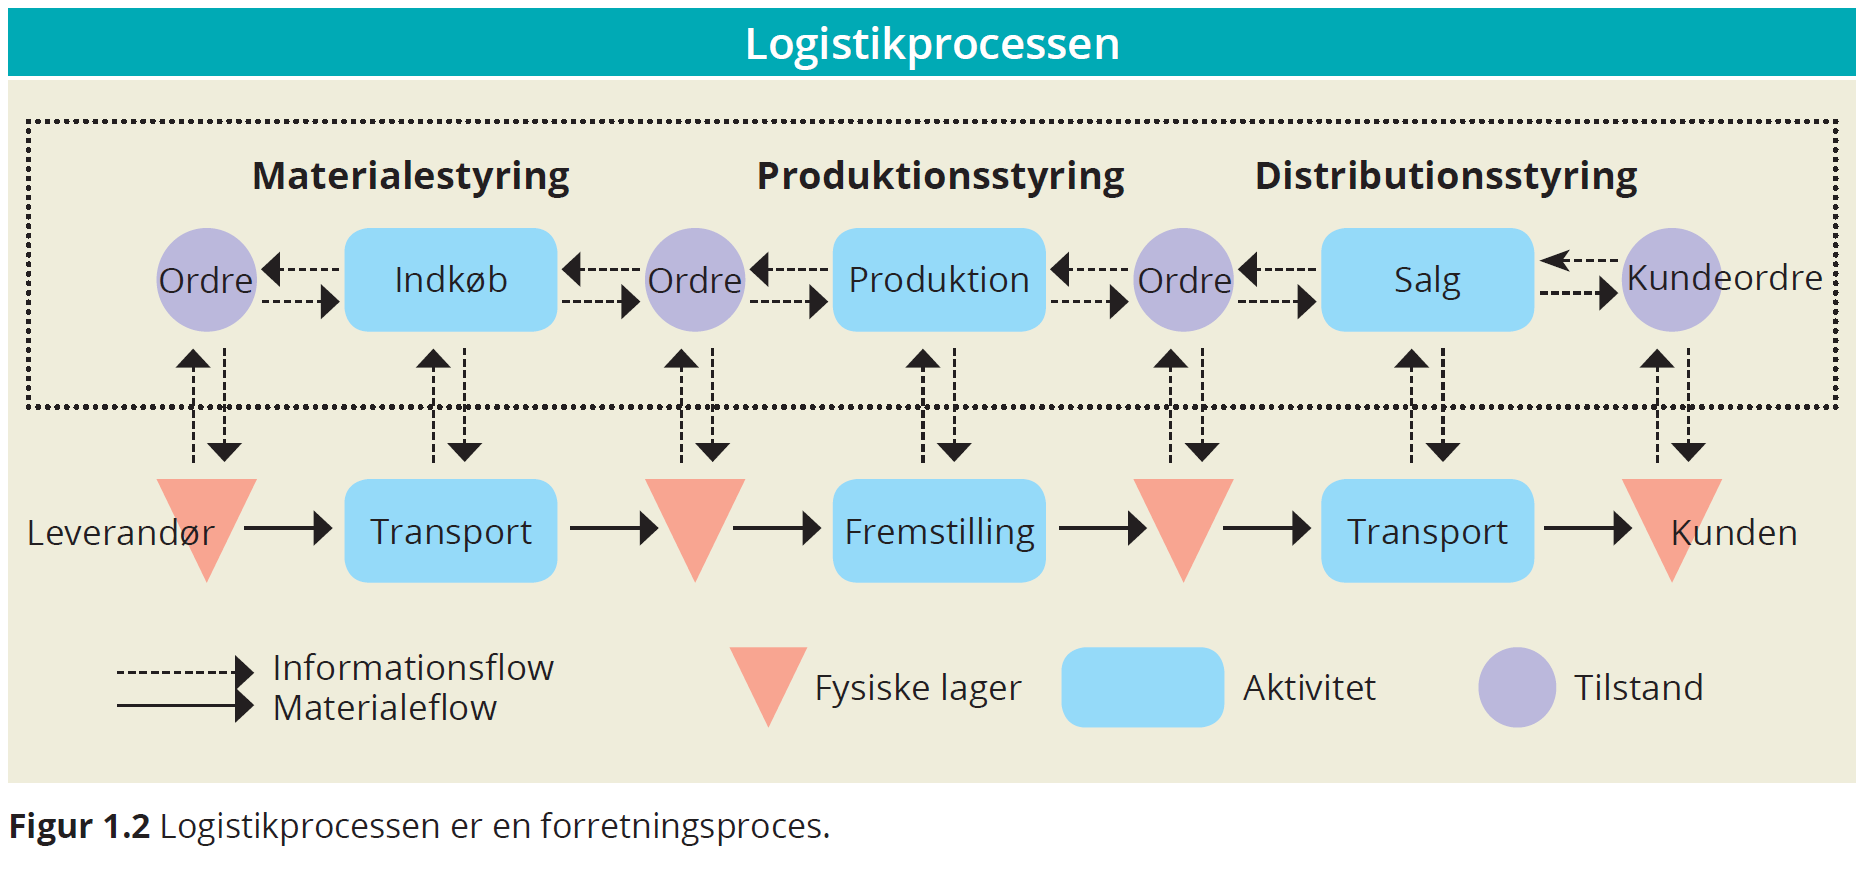 Logistikprocessen
Materialestyring Produktionsstyring Distributionsstyring
Ordre Indkøb Ordre Produktion Ordre Salg Kundeordre
Leverandør Transport Fremstilling Transport Kunden
Informationsflow
Materialeflow
Fysiske lager Aktivitet Tilstand
Figur 1.2 Logistikprocessen er en forretningsproces.